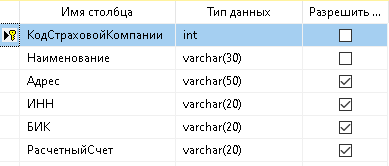 Имя столбца Тип данных Разрешить ...
КодСтраховойКомпании int
Наименование varchar(30)
Адрес varchar(50)
ИНН varchar(20)
БИК varchar(20)
РасчетныйСчет varchar(20)